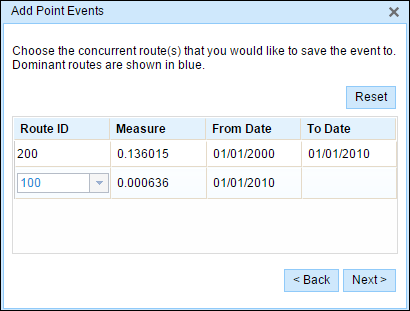 Add Point Events
Choose the concurrent route(s) that you would like to save the event to.
Dominant routes are shown in blue.
Reset
Route ID Measure From Date To Date
200 0.136015 01/01/2000 01/01/2010
100 0.000636 01/01/2010
< Back Next >